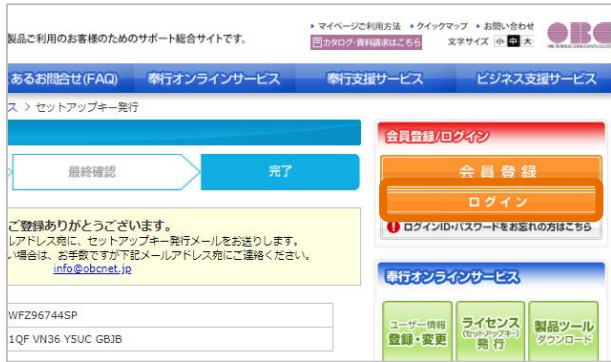 マイページご利用方法 クイックマップ お問い合わせ
製品ご利用のお客様のためのサポート総合サイトです。
カタログ・資料請求はこちら 文字サイズ 小 中 大
OBC
あるお問合せ(FAQ) 奉行オンラインサービス 奉行支援サービス ビジネス支援サービス
ス > セットアップキー発行
最終確認 完了
ご登録ありがとうございます。
ルアドレス宛に、セットアップキー発行メールをお送りします。
い場合は、お手数ですが下記メールアドレス宛にご連絡ください。
info@obcnet.jp
WFZ96744SP
1QF VN36 Y5UC GBJB
会員登録/ログイン
会員登録
ログイン
ログインID・パスワードをお忘れの方はこちら
奉行オンラインサービス
ユーザー情報
登録・変更
ライセンス
(セットアップキー)
発行
製品ツール
ダウンロード